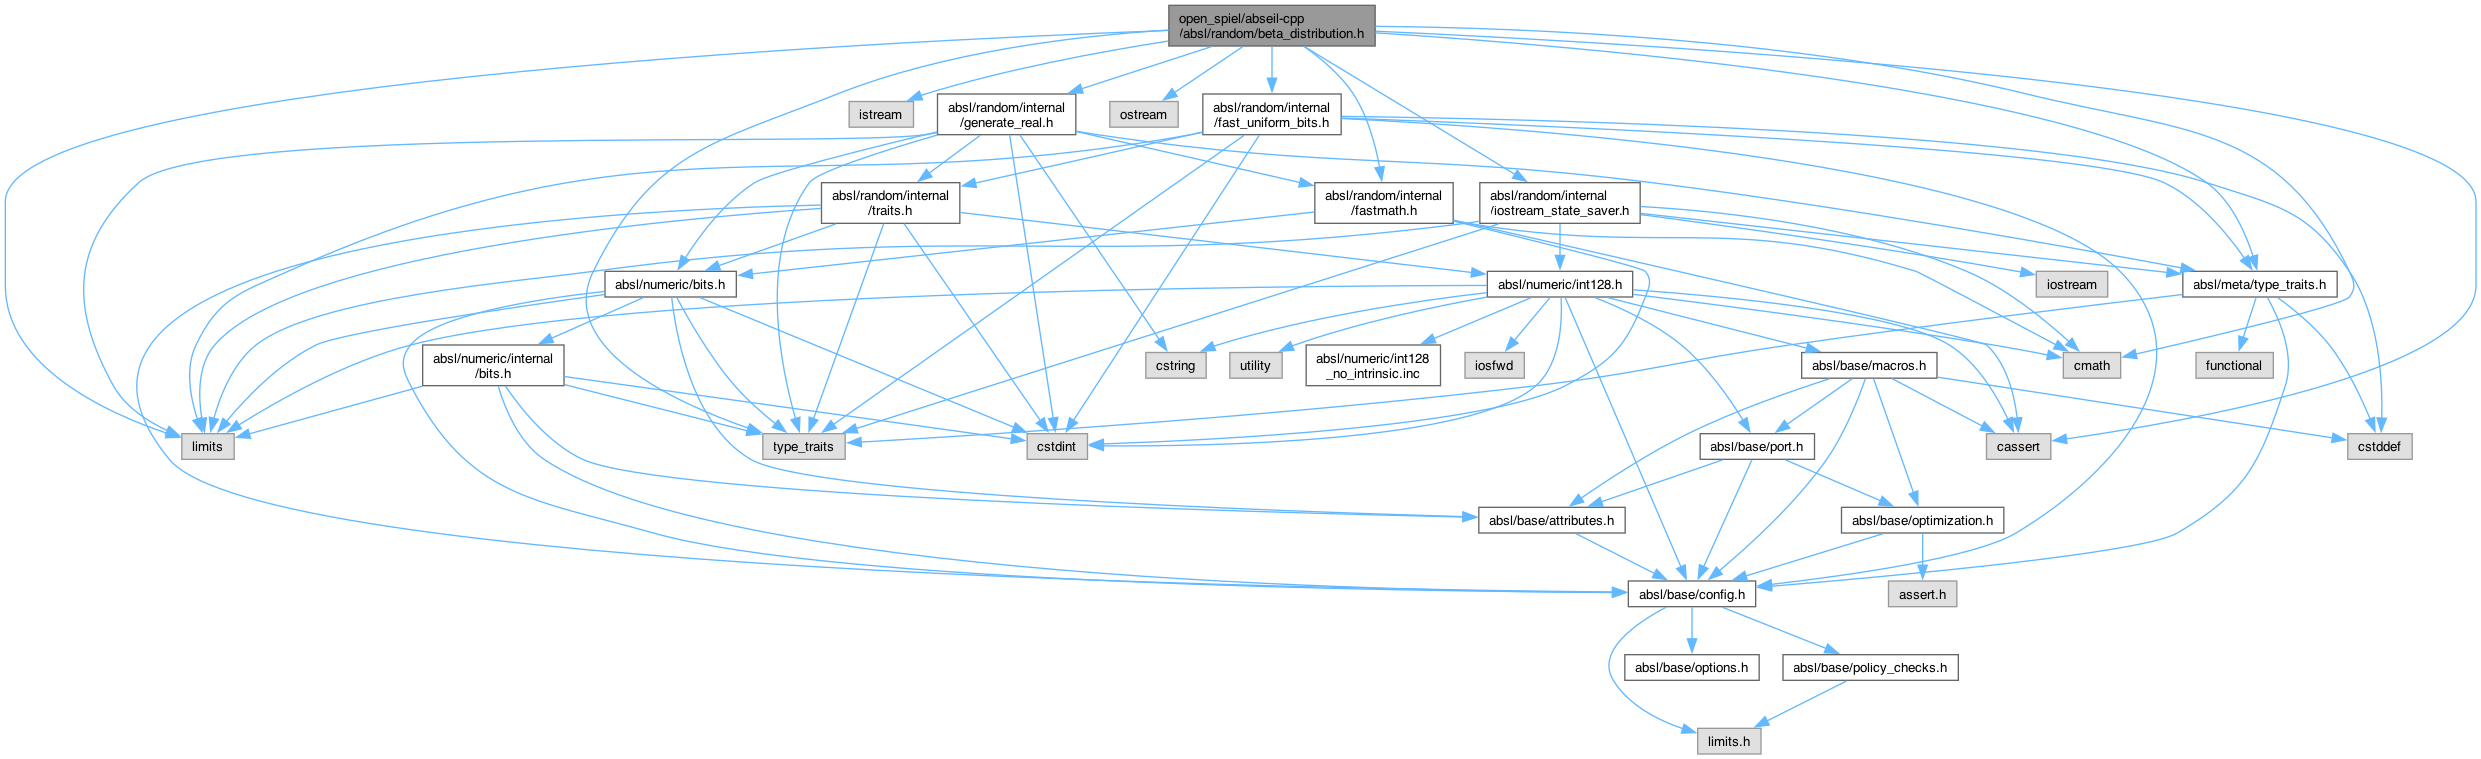 open_spiel/abseil-cpp
/absl/random/beta_distribution.h
istream
absl/random/internal
/generate_real.h
ostream
absl/random/internal
/fast_uniform_bits.h
absl/random/internal
/traits.h
absl/random/internal
/fastmath.h
absl/random/internal
/iostream_state_saver.h
absl/numeric/bits.h
absl/numeric/int128.h
iostream
absl/meta/type_traits.h
absl/numeric/internal
/bits.h
cstring
utility
absl/numeric/int128
_no_intrinsic.inc
iosfwd
absl/base/macros.h
cmath
functional
limits
type_traits
cstdint
absl/base/port.h
cassert
cstddef
absl/base/attributes.h
absl/base/optimization.h
absl/base/config.h
assert.h
absl/base/options.h
absl/base/policy_checks.h
limits.h